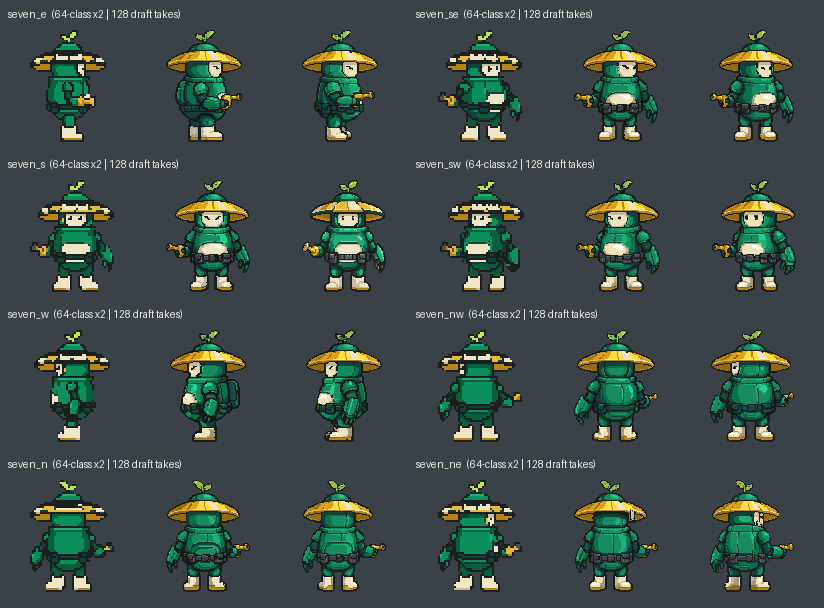 seven_e (64-class x2 | 128 draft takes)
seven_se (64-class x2 | 128 draft takes)
seven_s (64-class x2 | 128 draft takes)
seven_sw (64-class x2 | 128 draft takes)
seven_w (64-class x2 | 128 draft takes)
seven_nw (64-class x2 | 128 draft takes)
seven_n (64-class x2 | 128 draft takes)
seven_ne (64-class x2 | 128 draft takes)